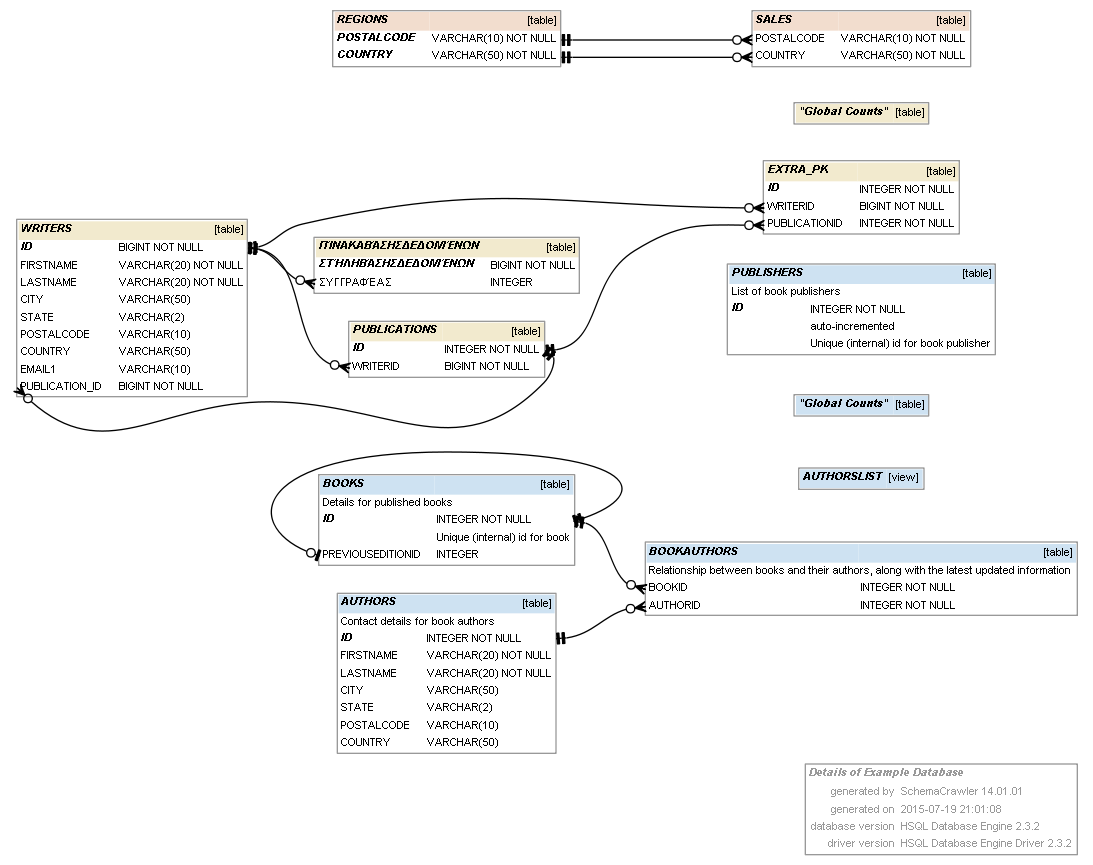 REGIONS [table]
POSTALCODE VARCHAR(10) NOT NULL
COUNTRY VARCHAR(50) NOT NULL
SALES [table]
POSTALCODE VARCHAR(10) NOT NULL
COUNTRY VARCHAR(50) NOT NULL
"Global Counts" [table]
EXTRA_PK [table]
ID INTEGER NOT NULL
WRITERID BIGINT NOT NULL
PUBLICATIONID INTEGER NOT NULL
WRITERS [table]
ID BIGINT NOT NULL
FIRSTNAME VARCHAR(20) NOT NULL
LASTNAME VARCHAR(20) NOT NULL
CITY VARCHAR(50)
STATE VARCHAR(2)
POSTALCODE VARCHAR(10)
COUNTRY VARCHAR(50)
EMAIL1 VARCHAR(10)
PUBLICATION_ID BIGINT NOT NULL
ΠΊΝΑΚΑΒΆΣΗΣΔΕΔΟΜΈΝΩΝ [table]
ΣΤΉΛΗΒΆΣΗΣΔΕΔΟΜΈΝΩΝ BIGINT NOT NULL
ΣΥΓΓΡΑΦΈΑΣ INTEGER
PUBLICATIONS [table]
ID INTEGER NOT NULL
WRITERID BIGINT NOT NULL
PUBLISHERS [table]
List of book publishers
ID INTEGER NOT NULL
auto-incremented
Unique (internal) id for book publisher
"Global Counts" [table]
AUTHORSLIST [view]
BOOKS [table]
Details for published books
ID INTEGER NOT NULL
Unique (internal) id for book
PREVIOUSEDITIONID INTEGER
BOOKAUTHORS [table]
Relationship between books and their authors, along with the latest updated information
BOOKID INTEGER NOT NULL
AUTHORID INTEGER NOT NULL
AUTHORS [table]
Contact details for book authors
ID INTEGER NOT NULL
FIRSTNAME VARCHAR(20) NOT NULL
LASTNAME VARCHAR(20) NOT NULL
CITY VARCHAR(50)
STATE VARCHAR(2)
POSTALCODE VARCHAR(10)
COUNTRY VARCHAR(50)
Details of Example Database
generated by SchemaCrawler 14.01.01
generated on 2015-07-19 21:01:08
database version HSQL Database Engine 2.3.2
driver version HSQL Database Engine Driver 2.3.2